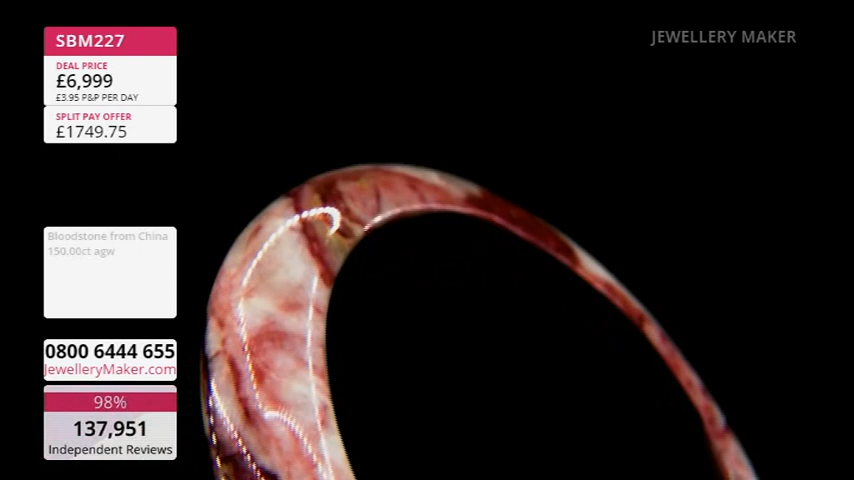 SBM227
DEAL PRICE
£6,999
£3.95 P&P PER DAY
SPLIT PAY OFFER
£1749.75
Bloodstone from China
150.00ct agw
0800 6444 655
JewelleryMaker.com
98%
137,951
Independent Reviews
JEWELLERY MAKER